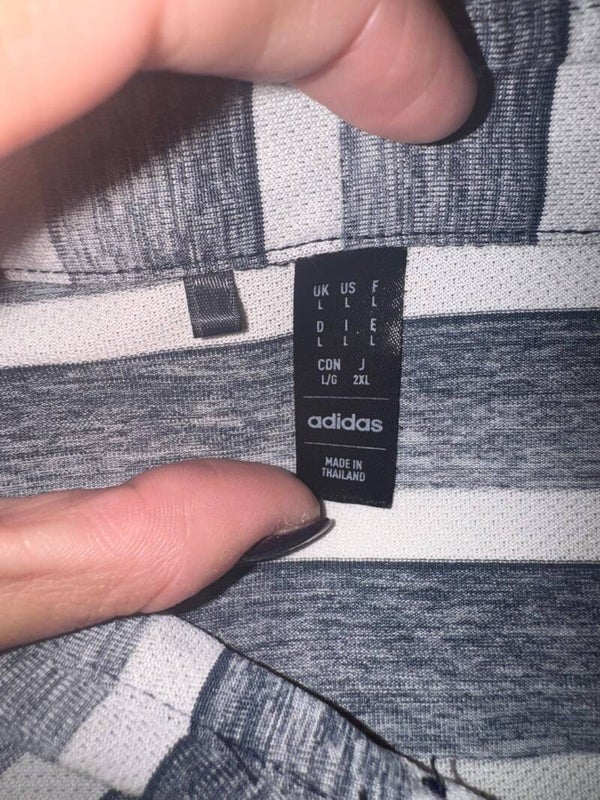 UK US F
L L L
D I E
L L L
CDN J
L/G 2XL
adidas
MADE IN
THAILAND